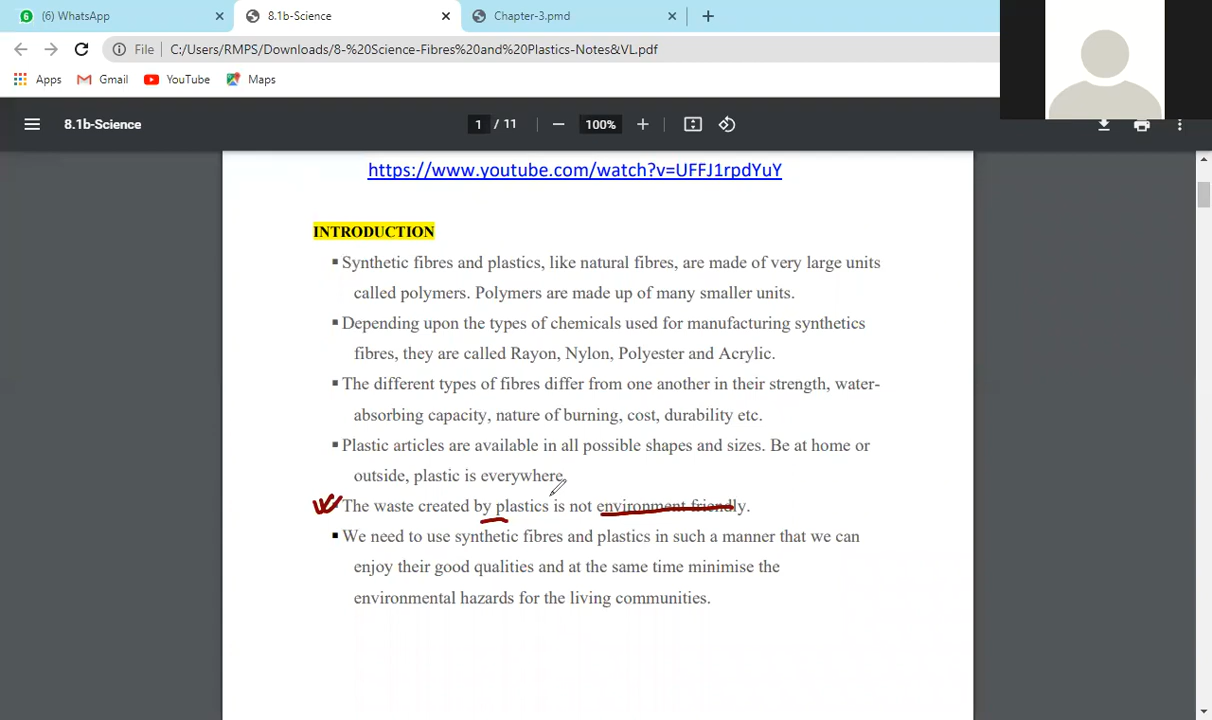 (6) WhatsApp
8.1b-Science
Chapter-3.pmd
File
C:/Users/RMPS/Downloads/8-%20Science-Fibres%20and%20Plastics-Notes&VL.pdf
Apps
Gmail
YouTube
Maps
8.1b-Science
1 / 11
100%
https://www.youtube.com/watch?v=UFFJ1rpdYuY
INTRODUCTION
▪ Synthetic fibres and plastics, like natural fibres, are made of very large units
called polymers. Polymers are made up of many smaller units.
▪ Depending upon the types of chemicals used for manufacturing synthetics
fibres, they are called Rayon, Nylon, Polyester and Acrylic.
▪ The different types of fibres differ from one another in their strength, water-
absorbing capacity, nature of burning, cost, durability etc.
▪ Plastic articles are available in all possible shapes and sizes. Be at home or
outside, plastic is everywhere.
The waste created by plastics is not environment friendly.
▪ We need to use synthetic fibres and plastics in such a manner that we can
enjoy their good qualities and at the same time minimise the
environmental hazards for the living communities.